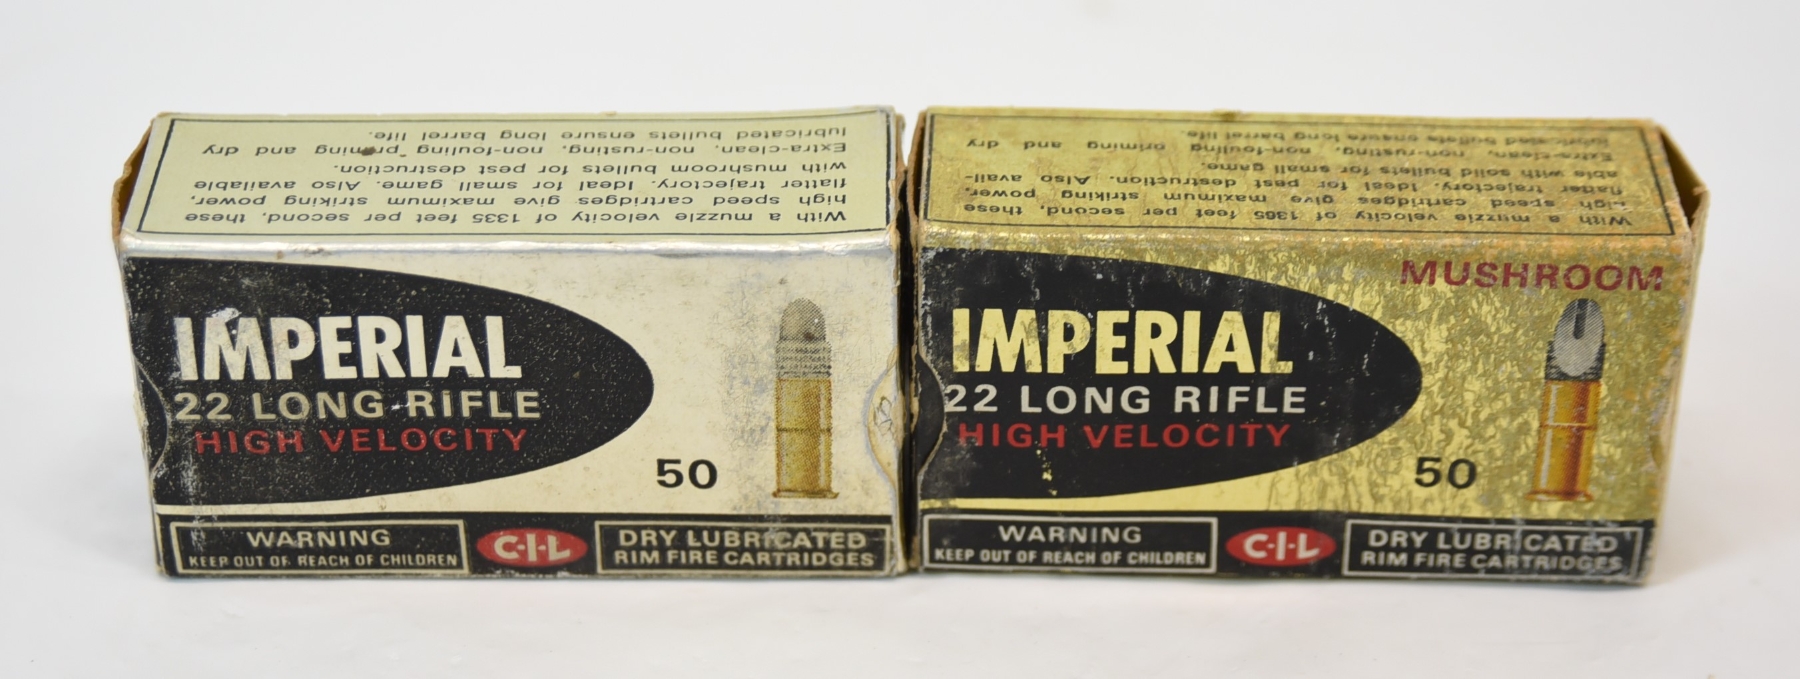 With a muzzle velocity of 1335 feet per second, these
high speed cartridges give maximum striking power,
flatter trajectory. Ideal for small game. Also available
with mushroom bullets for pest destruction.
Extra-clean, non-rusting, non-fouling priming and dry
lubricated bullets ensure long barrel life.
IMPERIAL
22 LONG RIFLE
HIGH VELOCITY
50
WARNING
KEEP OUT OF REACH OF CHILDREN
C-I-L
DRY LUBRICATED
RIM FIRE CARTRIDGES
With a muzzle velocity of 1365 feet per second, these
high speed cartridges give maximum striking power,
flatter trajectory. Ideal for pest destruction. Also avail-
able with solid bullets for small game.
Extra-clean, non-rusting, non-fouling priming and dry
lubricated bullets ensure long barrel life.
MUSHROOM
IMPERIAL
22 LONG RIFLE
HIGH VELOCITY
50
WARNING
KEEP OUT OF REACH OF CHILDREN
C-I-L
DRY LUBRICATED
RIM FIRE CARTRIDGES